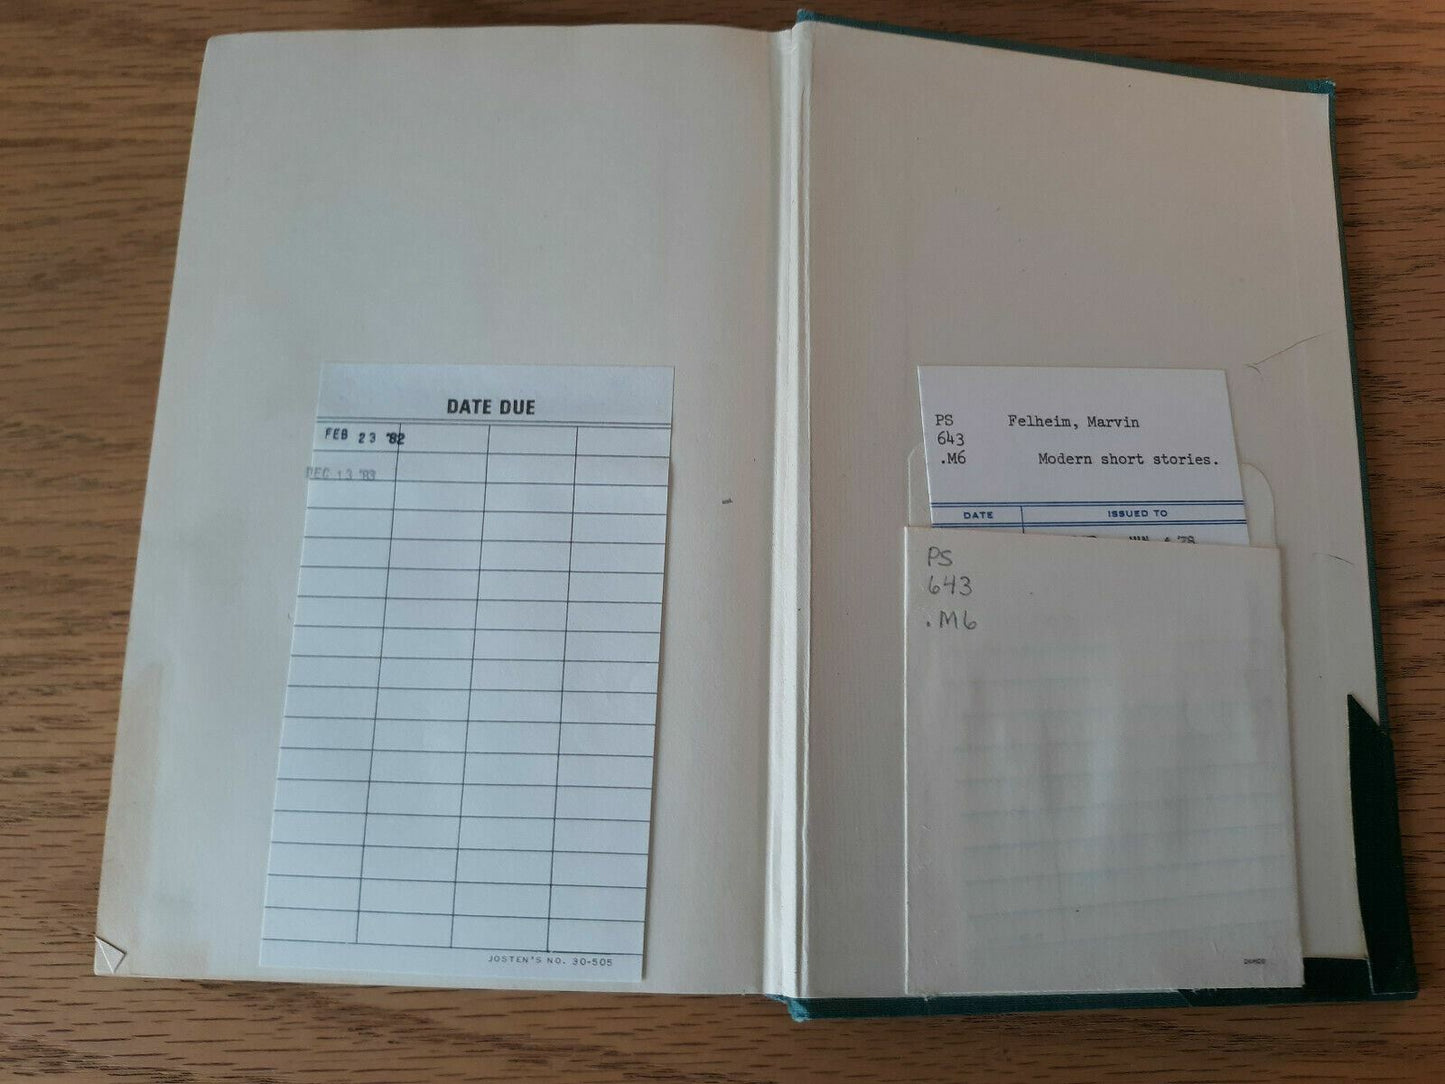 DATE DUE
FEB 23 '82
DEC 13 '83
JOSTEN'S NO. 30-505
PS Felheim, Marvin
643
.M6 Modern short stories.
DATE ISSUED TO
PS
643
.M6